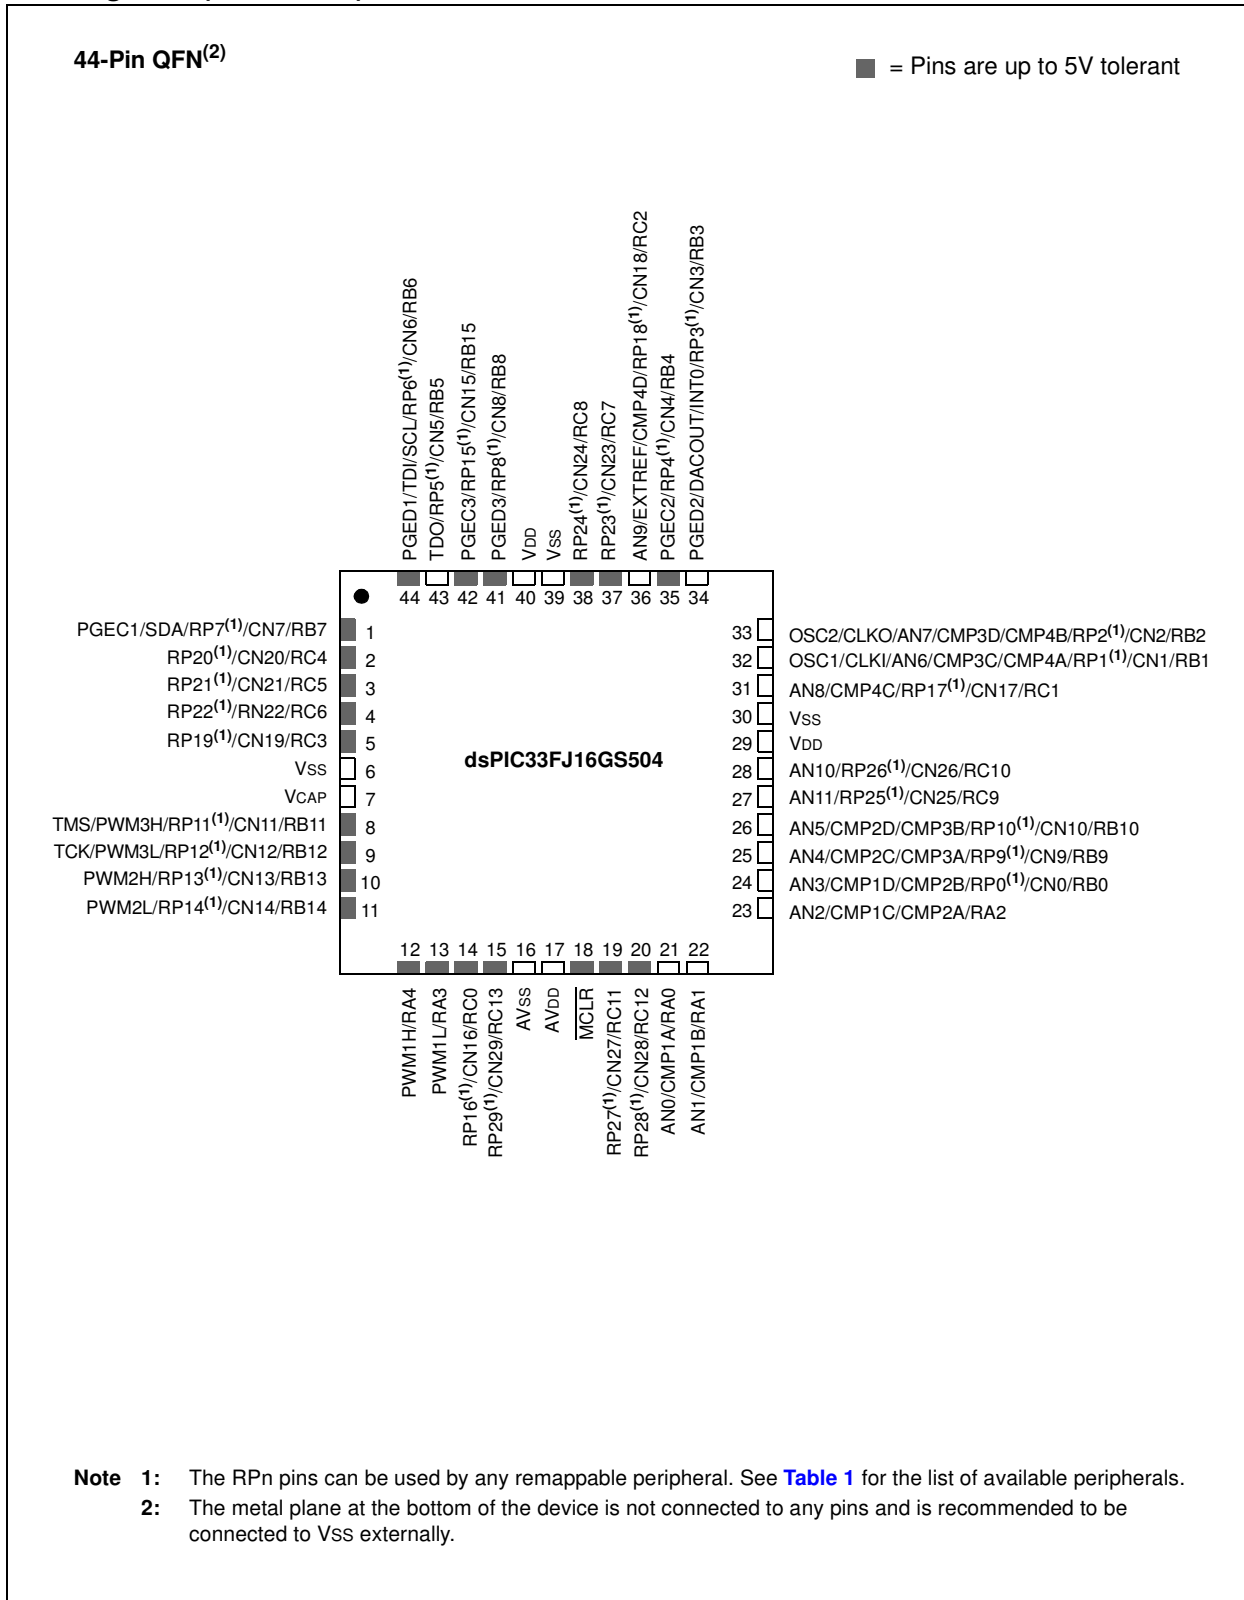 44-Pin QFN(2)
= Pins are up to 5V tolerant
PGED1/TDI/SCL/RP6(1)/CN6/RB6
TDO/RP5(1)/CN5/RB5
PGEC3/RP15(1)/CN15/RB15
PGED3/RP8(1)/CN8/RB8
VDD
VSS
RP24(1)/CN24/RC8
RP23(1)/CN23/RC7
AN9/EXTREF/CMP4D/RP18(1)/CN18/RC2
PGEC2/RP4(1)/CN4/RB4
PGED2/DACOUT/INT0/RP3(1)/CN3/RB3
44 43 42 41 40 39 38 37 36 35 34
PGEC1/SDA/RP7(1)/CN7/RB7 1
RP20(1)/CN20/RC4 2
RP21(1)/CN21/RC5 3
RP22(1)/RN22/RC6 4
RP19(1)/CN19/RC3 5
VSS 6
VCAP 7
TMS/PWM3H/RP11(1)/CN11/RB11 8
TCK/PWM3L/RP12(1)/CN12/RB12 9
PWM2H/RP13(1)/CN13/RB13 10
PWM2L/RP14(1)/CN14/RB14 11
dsPIC33FJ16GS504
33 OSC2/CLKO/AN7/CMP3D/CMP4B/RP2(1)/CN2/RB2
32 OSC1/CLKI/AN6/CMP3C/CMP4A/RP1(1)/CN1/RB1
31 AN8/CMP4C/RP17(1)/CN17/RC1
30 VSS
29 VDD
28 AN10/RP26(1)/CN26/RC10
27 AN11/RP25(1)/CN25/RC9
26 AN5/CMP2D/CMP3B/RP10(1)/CN10/RB10
25 AN4/CMP2C/CMP3A/RP9(1)/CN9/RB9
24 AN3/CMP1D/CMP2B/RP0(1)/CN0/RB0
23 AN2/CMP1C/CMP2A/RA2
12 13 14 15 16 17 18 19 20 21 22
PWM1H/RA4
PWM1L/RA3
RP16(1)/CN16/RC0
RP29(1)/CN29/RC13
AVSS
AVDD
MCLR
RP27(1)/CN27/RC11
RP28(1)/CN28/RC12
AN0/CMP1A/RA0
AN1/CMP1B/RA1
Note 1: The RPn pins can be used by any remappable peripheral. See Table 1 for the list of available peripherals.
2: The metal plane at the bottom of the device is not connected to any pins and is recommended to be
connected to VSS externally.